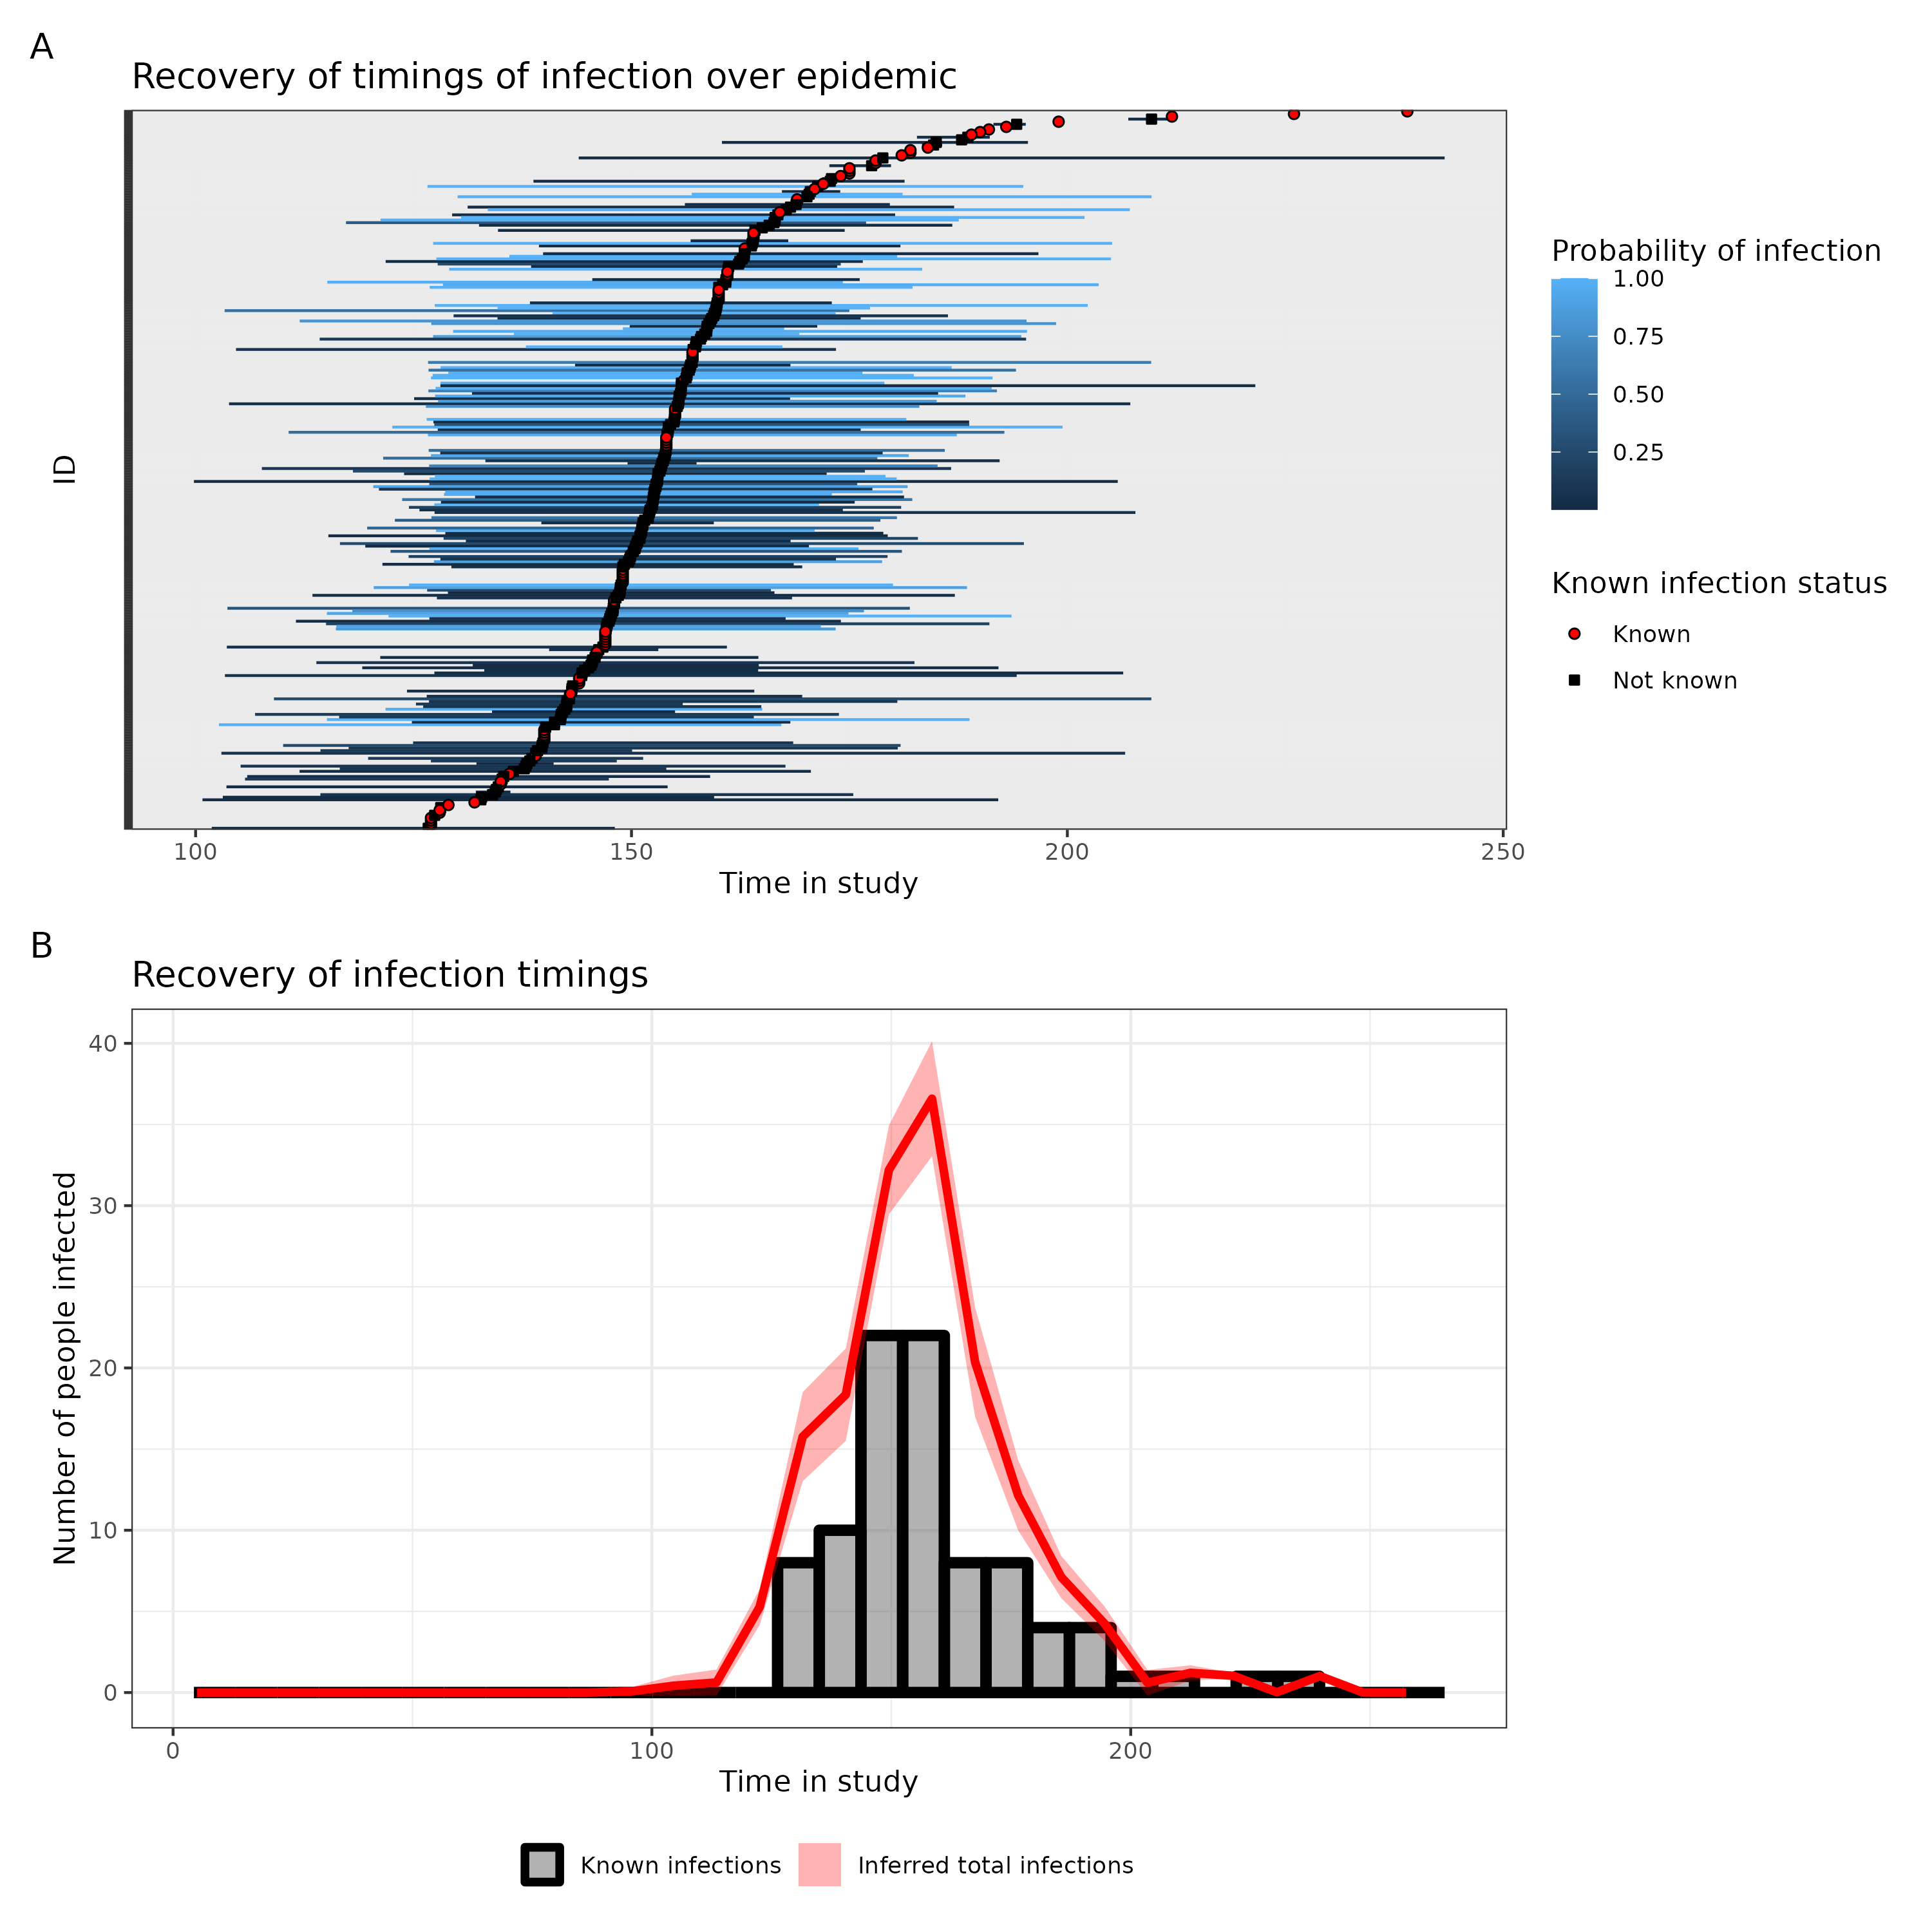 A
Recovery of timings of infection over epidemic
ID
100 150 200 250
Time in study
Probability of infection
1.00
0.75
0.50
0.25
Known infection status
Known
Not known
B
Recovery of infection timings
Number of people infected
40
30
20
10
0
0 100 200
Time in study
Known infections Inferred total infections